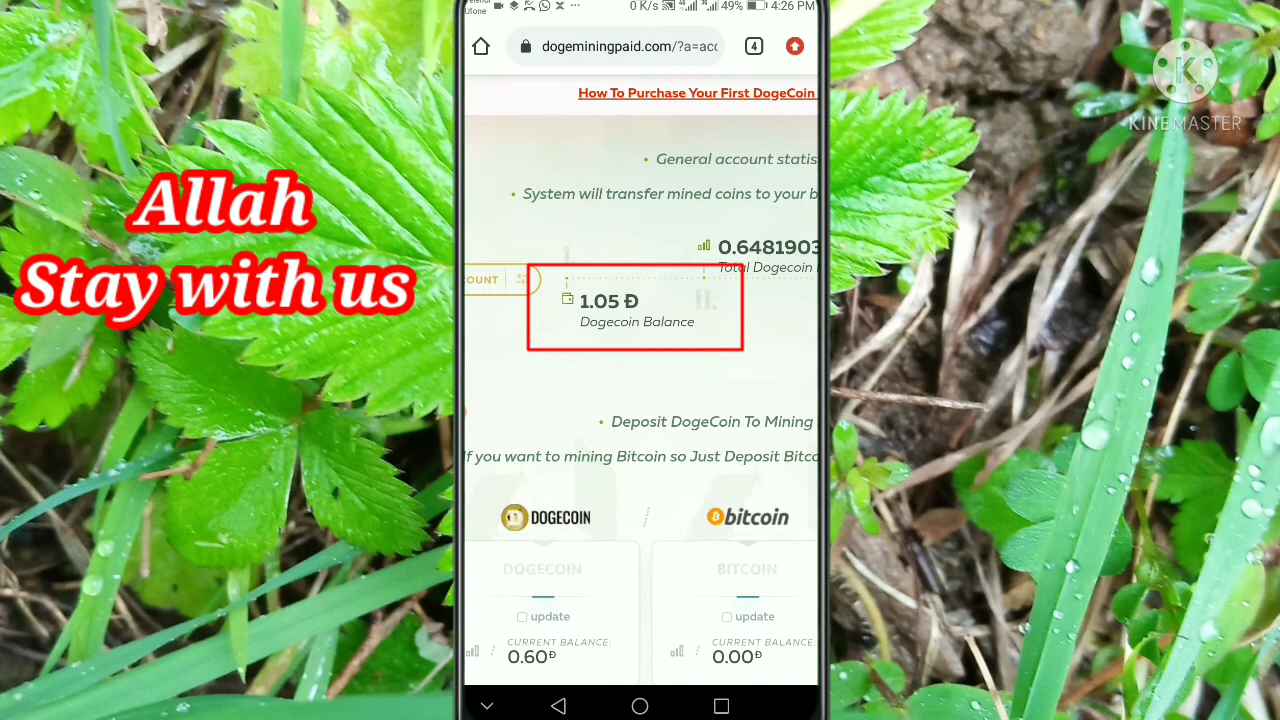 Allah
Stay with us
Ufone
0 K/s
49%
4:26 PM
dogeminingpaid.com/?a=acc
4
How To Purchase Your First DogeCoin
• General account statis
• System will transfer mined coins to your b
0.6481903
Total Dogecoin
COUNT
1.05 Đ
Dogecoin Balance
• Deposit DogeCoin To Mining
If you want to mining Bitcoin so Just Deposit Bitco
DOGECOIN
bitcoin
DOGECOIN
BITCOIN
update
update
CURRENT BALANCE:
CURRENT BALANCE:
0.60Đ
0.00Đ
K
KINEMASTER